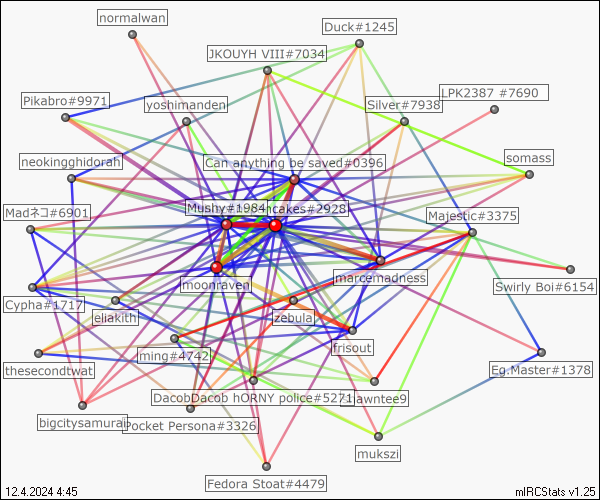 normalwan
Duck#1245
JKOUYH VIII#7034
LPK2387 #7690
Pikabro#9971
yoshimanden
Silver#7938
neokingghidorah
Can anything be saved#0396
somass
Madネコ#6901
Mushy#1984
ncakes#2928
Majestic#3375
moonraven
marcemadness
Swirly Boi#6154
Cypha#1717
eliakith
zebula
thesecondtwat
ming#4742
frisout
Eg.Master#1378
DacobDacob hORNY police#5271
awntee9
bigcitysamurai
Pocket Persona#3326
mukszi
Fedora Stoat#4479
12.4.2024 4:45
mIRCStats v1.25